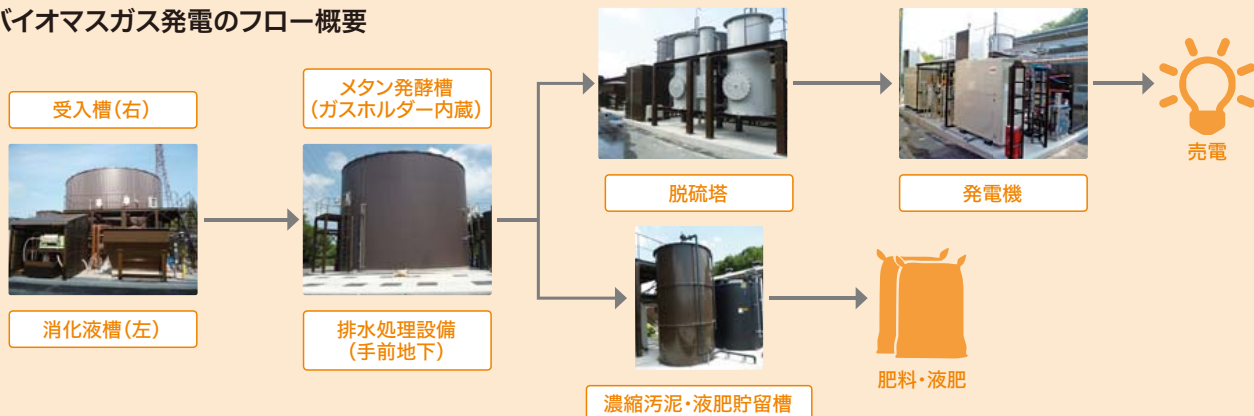 バイオマスガス発電のフロー概要
受入槽(右)
消化液槽(左)
メタン発酵槽
(ガスホルダー内蔵)
排水処理設備
(手前地下)
脱硫塔
発電機
売電
濃縮汚泥・液肥貯留槽
肥料・液肥